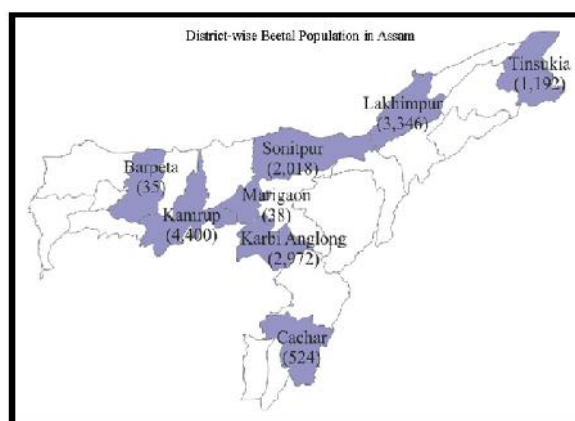 District-wise Beetal Population in Assam
Tinsukia
(1,192)
Lakhimpur
(3,346)
Sonitpur
(2,018)
Barpeta
(35)
Marigaon
(38)
Kamrup
(4,400)
Karbi Anglong
(2,972)
Cachar
(524)